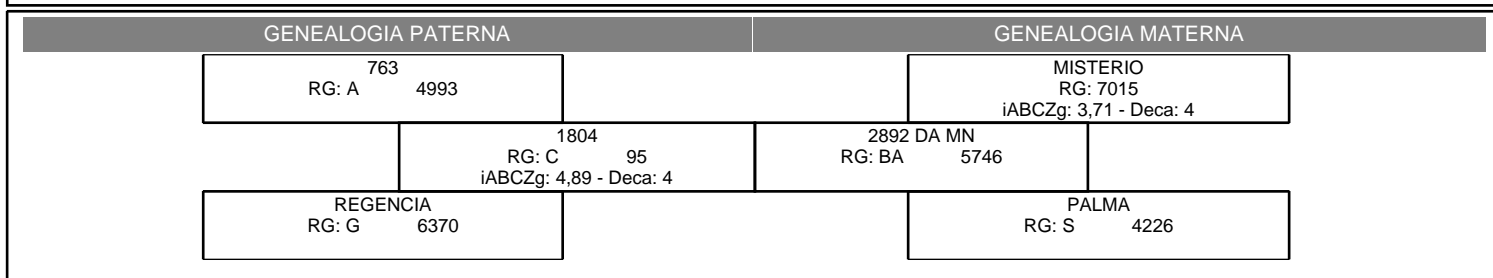 GENEALOGIA PATERNA
GENEALOGIA MATERNA
763
RG: A 4993
MISTERIO
RG: 7015
iABCZg: 3,71 - Deca: 4
1804
RG: C 95
iABCZg: 4,89 - Deca: 4
2892 DA MN
RG: BA 5746
REGENCIA
RG: G 6370
PALMA
RG: S 4226